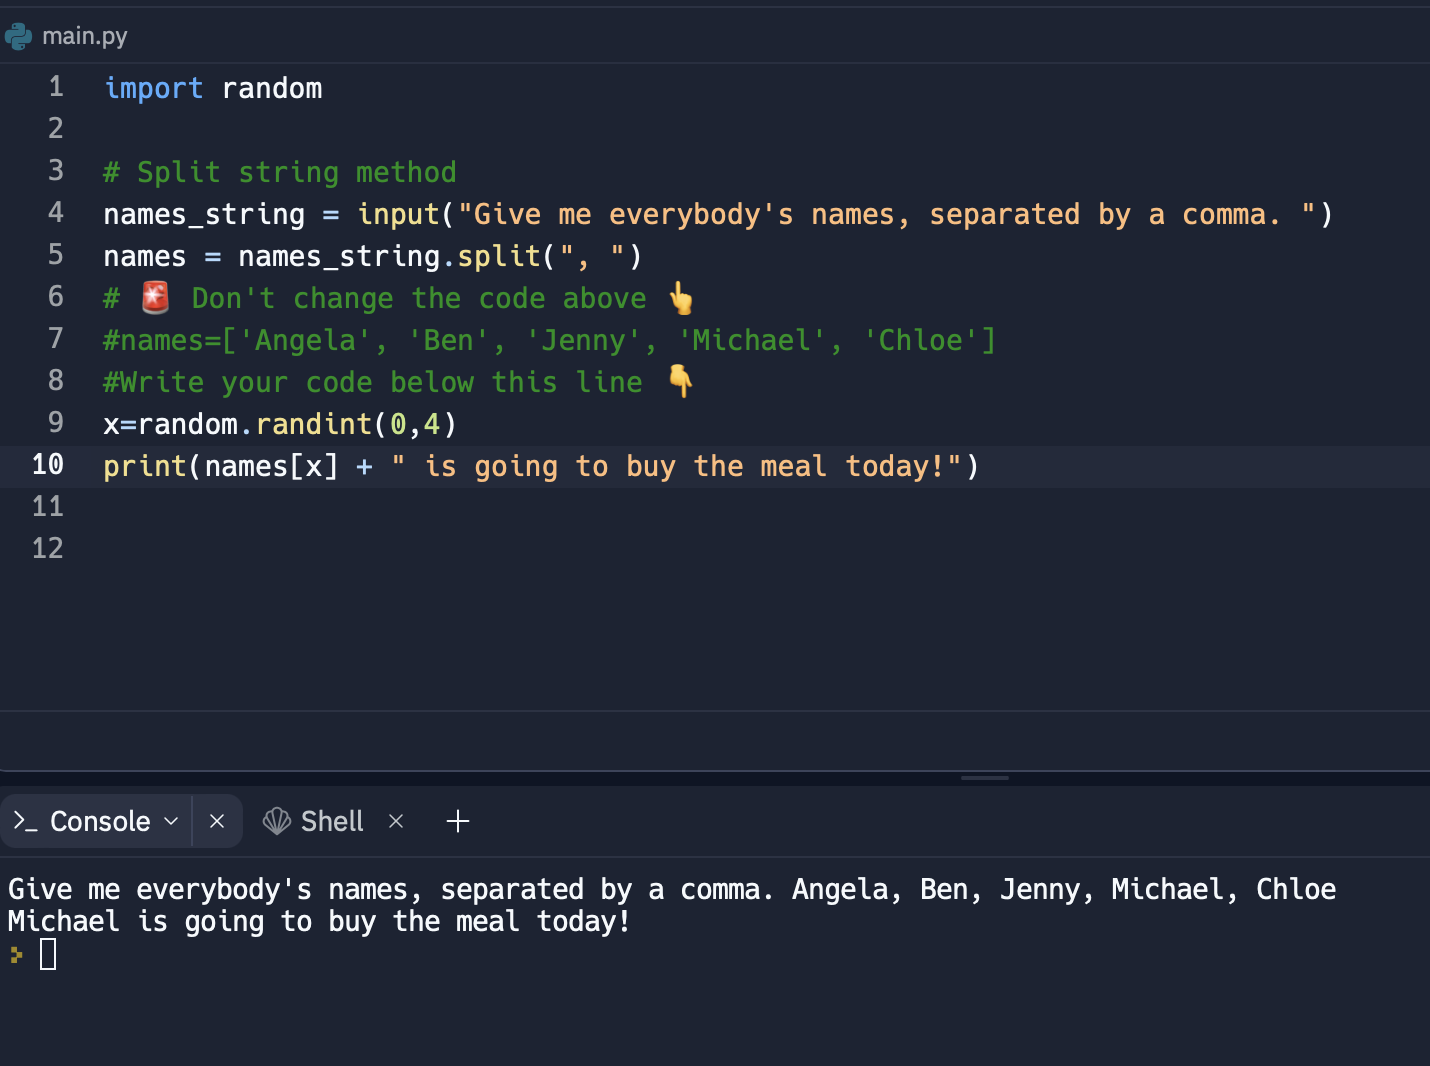 main.py
1 import random
2
3 # Split string method
4 names_string = input("Give me everybody's names, separated by a comma. ")
5 names = names_string.split(", ")
6 # 🚨 Don't change the code above 👆
7 #names=['Angela', 'Ben', 'Jenny', 'Michael', 'Chloe']
8 #Write your code below this line 👇
9 x=random.randint(0,4)
10 print(names[x] + " is going to buy the meal today!")
11
12
Console Shell
Give me everybody's names, separated by a comma. Angela, Ben, Jenny, Michael, Chloe
Michael is going to buy the meal today!